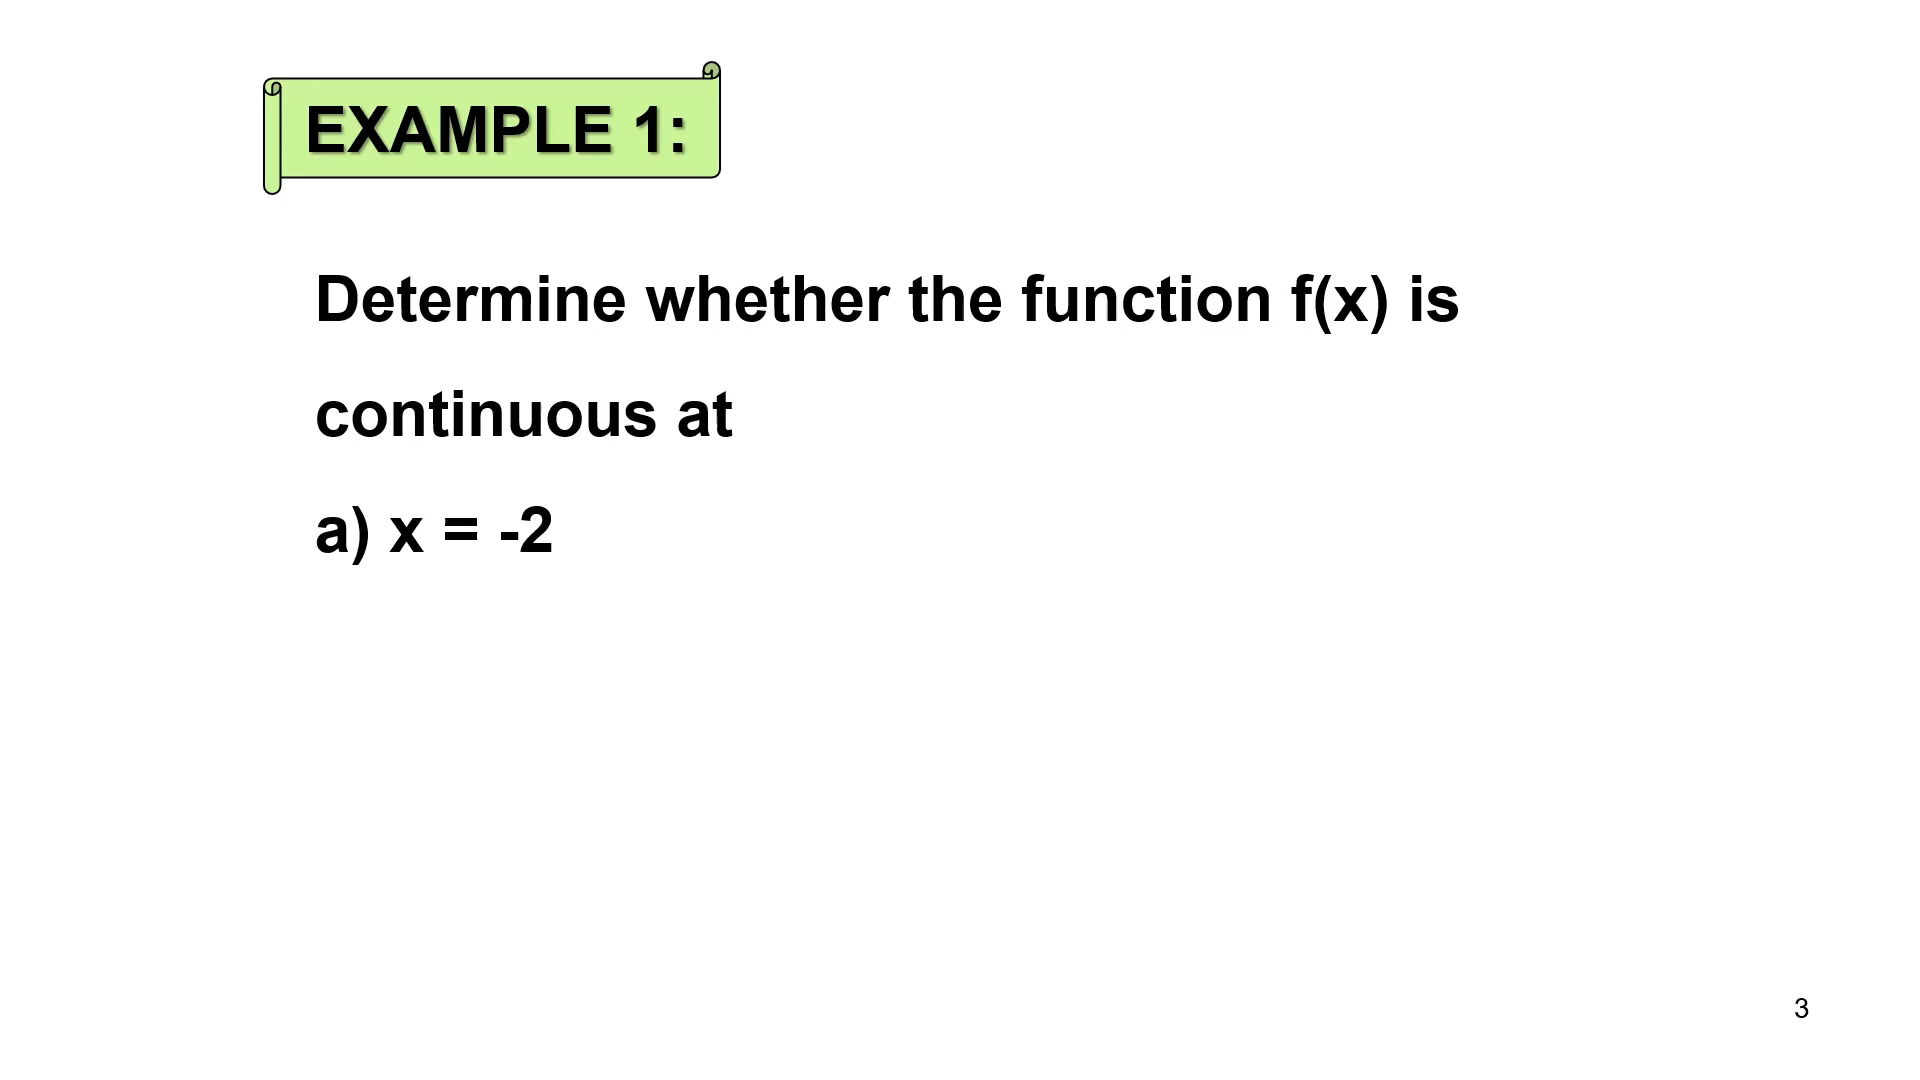 EXAMPLE 1:
Determine whether the function f(x) is
continuous at
a) x = -2
3